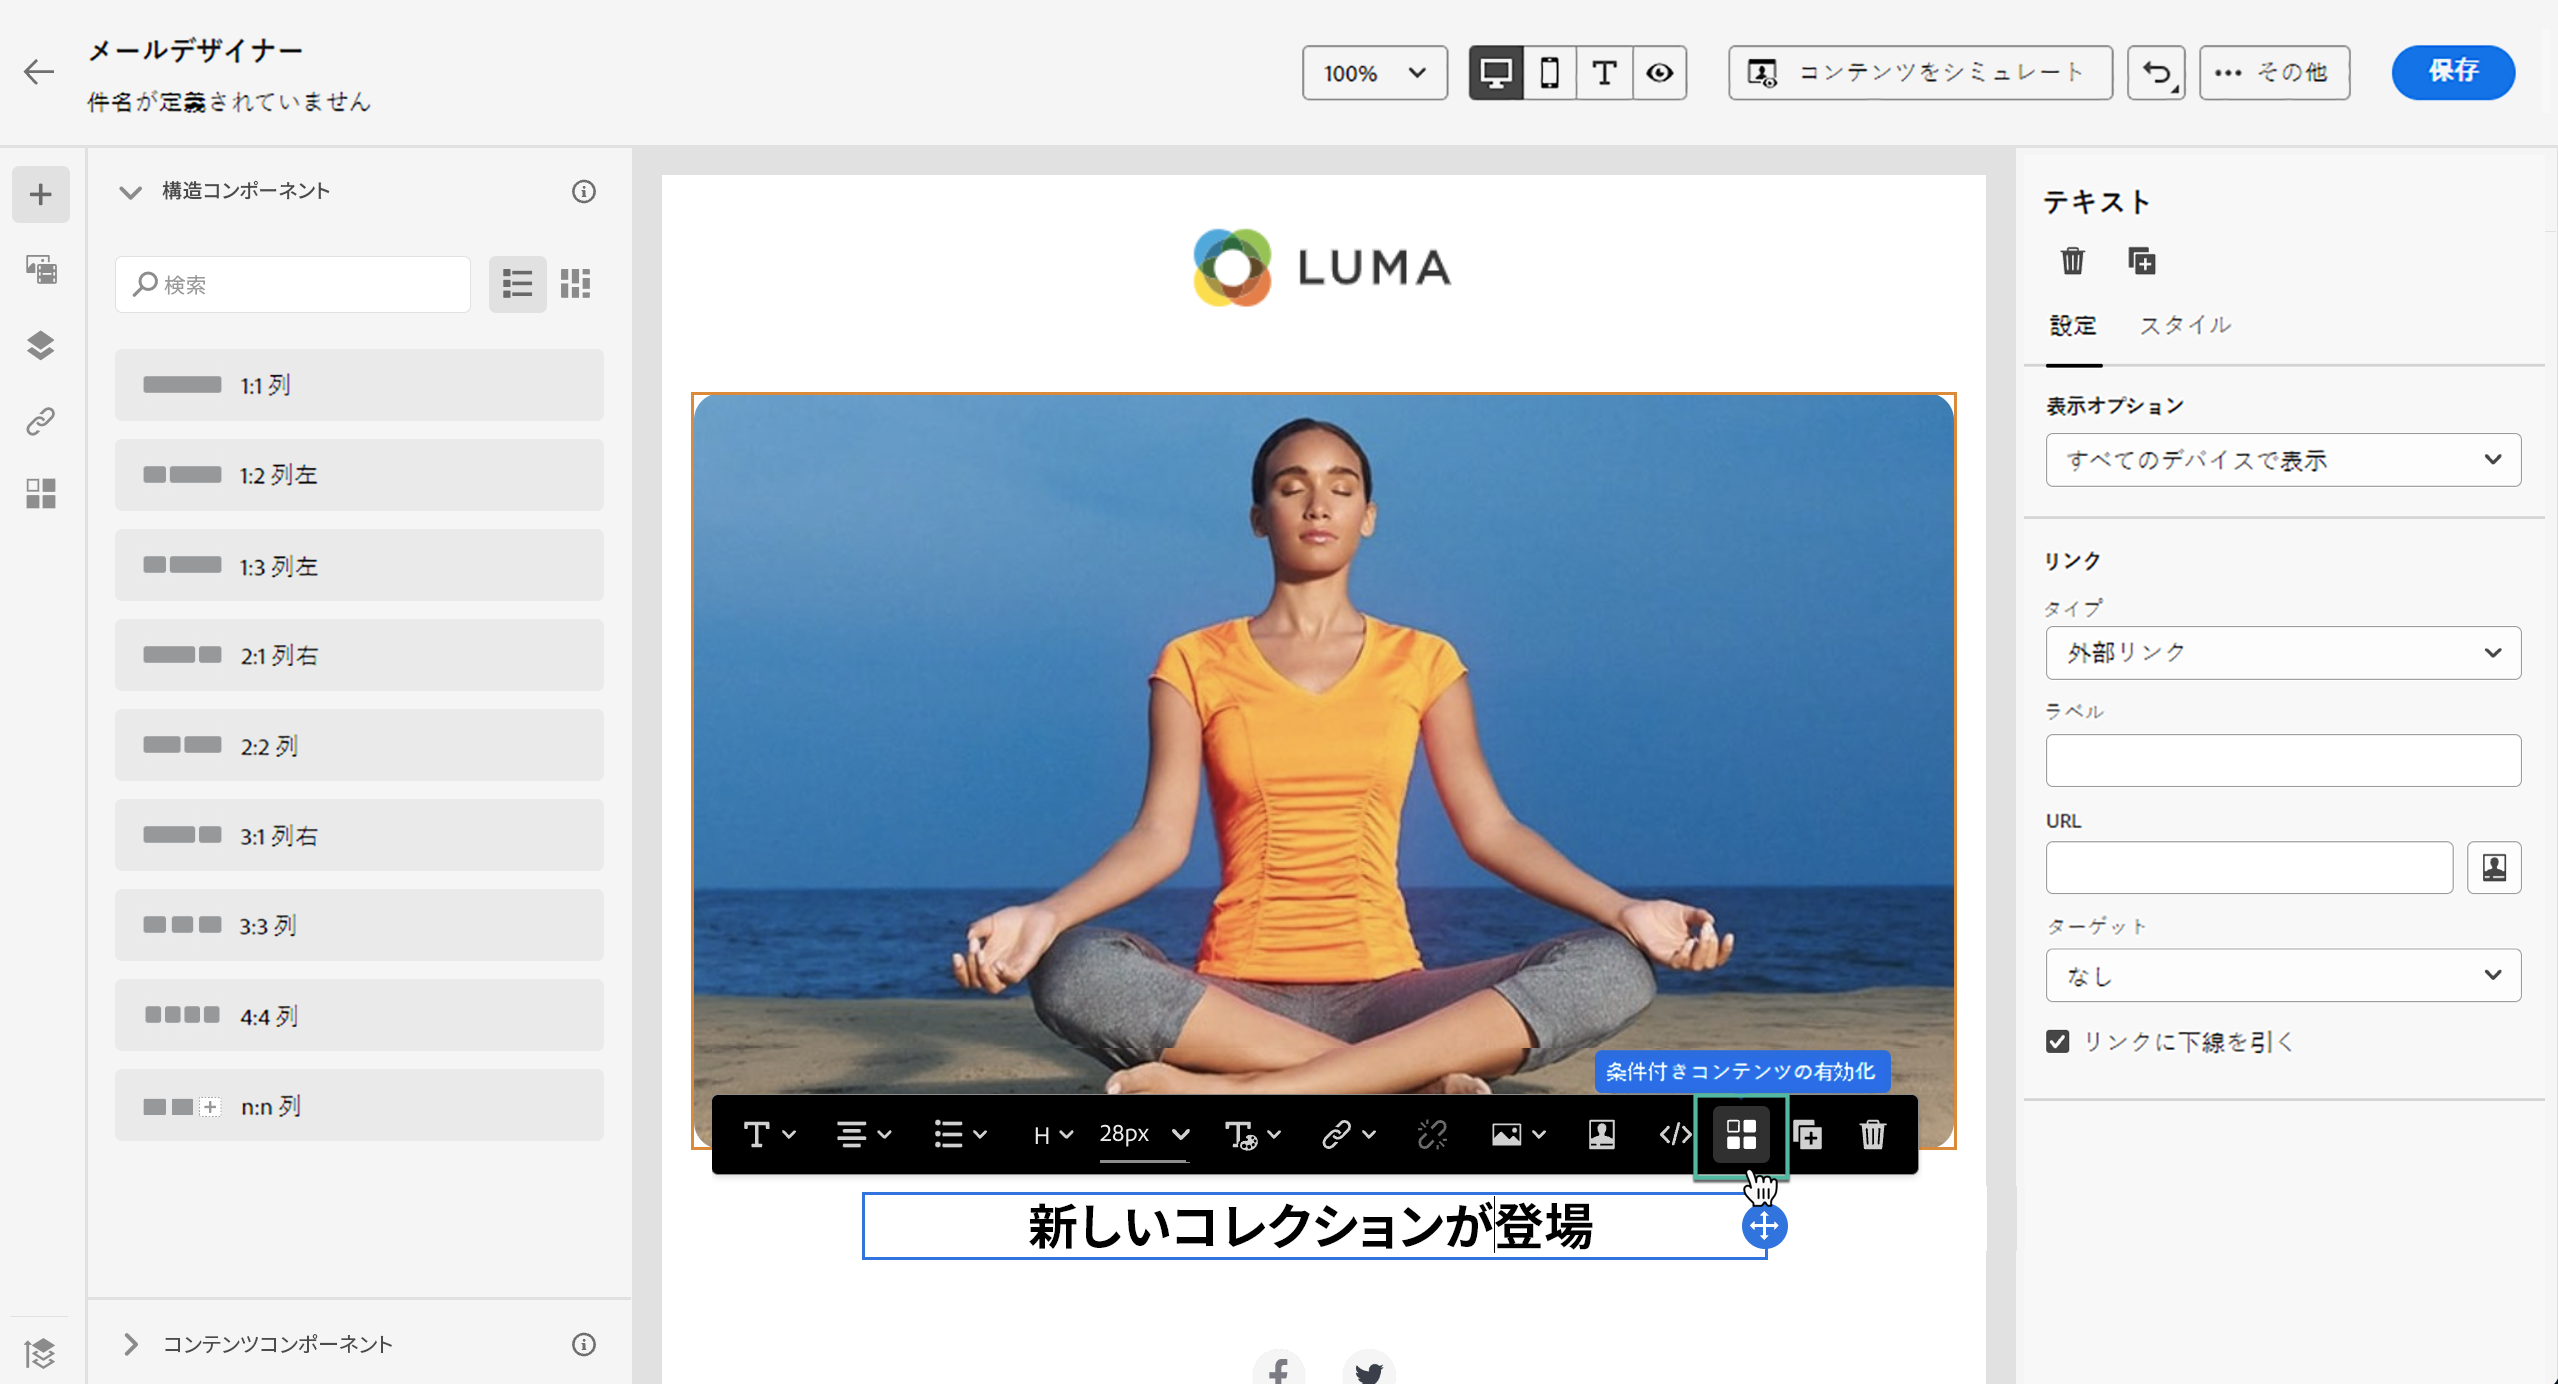 メールデザイナー
件名が定義されていません
100%
コンテンツをシミュレート
その他
保存
構造コンポーネント
検索
1:1 列
1:2 列左
1:3 列左
2:1 列右
2:2 列
3:1 列右
3:3 列
4:4 列
n:n 列
コンテンツコンポーネント
LUMA
条件付きコンテンツの有効化
H
28px
新しいコレクションが登場
テキスト
設定
スタイル
表示オプション
すべてのデバイスで表示
リンク
タイプ
外部リンク
ラベル
URL
ターゲット
なし
リンクに下線を引く